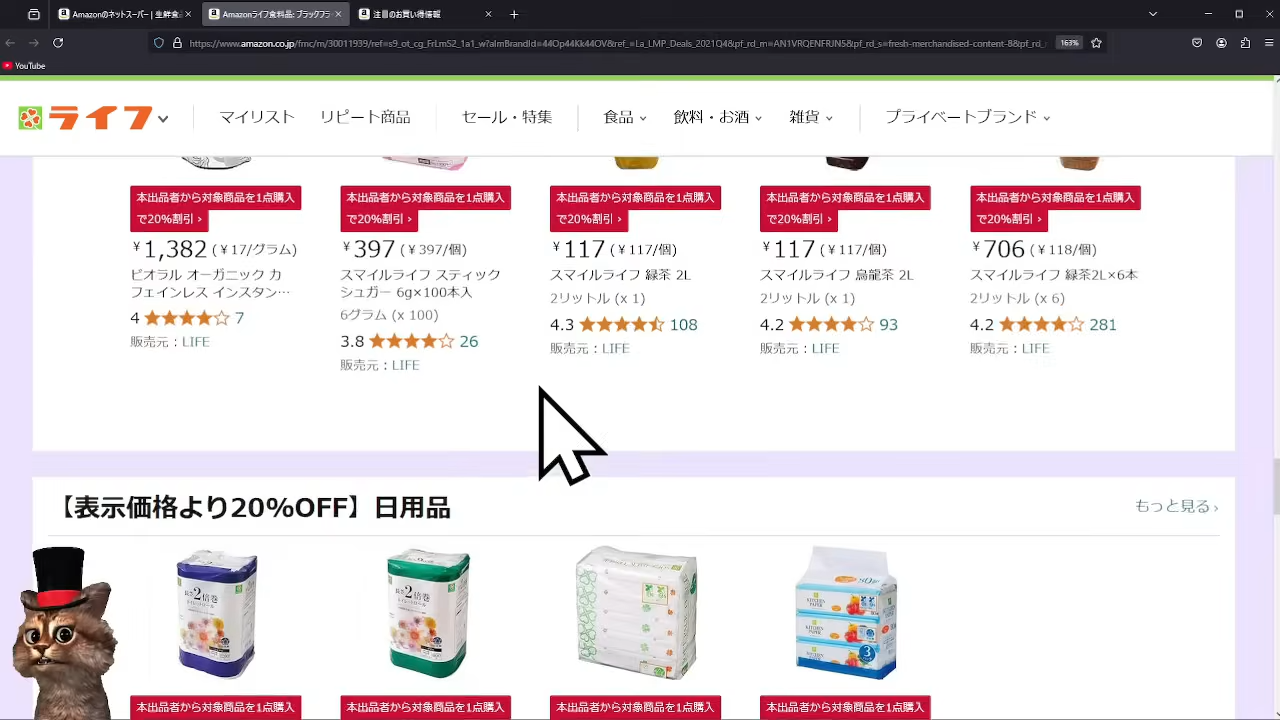 Amazonのネットスーパー | 生鮮食
Amazonライフ食料品: ブラックフラ
注目のお買い得情報
https://www.amazon.co.jp/fmc/m/30011939/ref=s9_ot_cg_FrLmS2_1a1_w?almBrandId=44Op44Kk44OV&ref=La_LMP_Deals_2021Q4&pf_rd_m=AN1VRQENFRJN5&pf_rd_s=fresh-merchandised-content-8&pf_rd_
163%
YouTube
ライフ
マイリスト リピート商品 セール・特集 食品 飲料・お酒 雑貨 プライベートブランド
本出品者から対象商品を1点購入で20%割引 ›
¥1,382 (¥17/グラム)
ビオラル オーガニック カ
フェインレス インスタン…
4 7
販売元：LIFE
本出品者から対象商品を1点購入
で20%割引 ›
¥397 (¥397/個)
スマイルライフ スティック
シュガー 6g×100本入
6グラム (x 100)
3.8 26
販売元：LIFE
本出品者から対象商品を1点購入
で20%割引 ›
¥117 (¥117/個)
スマイルライフ 緑茶 2L
2リットル (x 1)
4.3 108
販売元：LIFE
本出品者から対象商品を1点購入
で20%割引 ›
¥117 (¥117/個)
スマイルライフ 烏龍茶 2L
2リットル (x 1)
4.2 93
販売元：LIFE
本出品者から対象商品を1点購入
で20%割引 ›
¥706 (¥118/個)
スマイルライフ 緑茶2L×6本
2リットル (x 6)
4.2 281
販売元：LIFE
【表示価格より20%OFF】日用品
もっと見る ›
長さ2倍巻
長さ2倍巻
KITCHEN PAPER
KITCHEN PAPER
KITCHEN PAPER
3
本出品者から対象商品を1点購入
本出品者から対象商品を1点購入
本出品者から対象商品を1点購入
本出品者から対象商品を1点購入